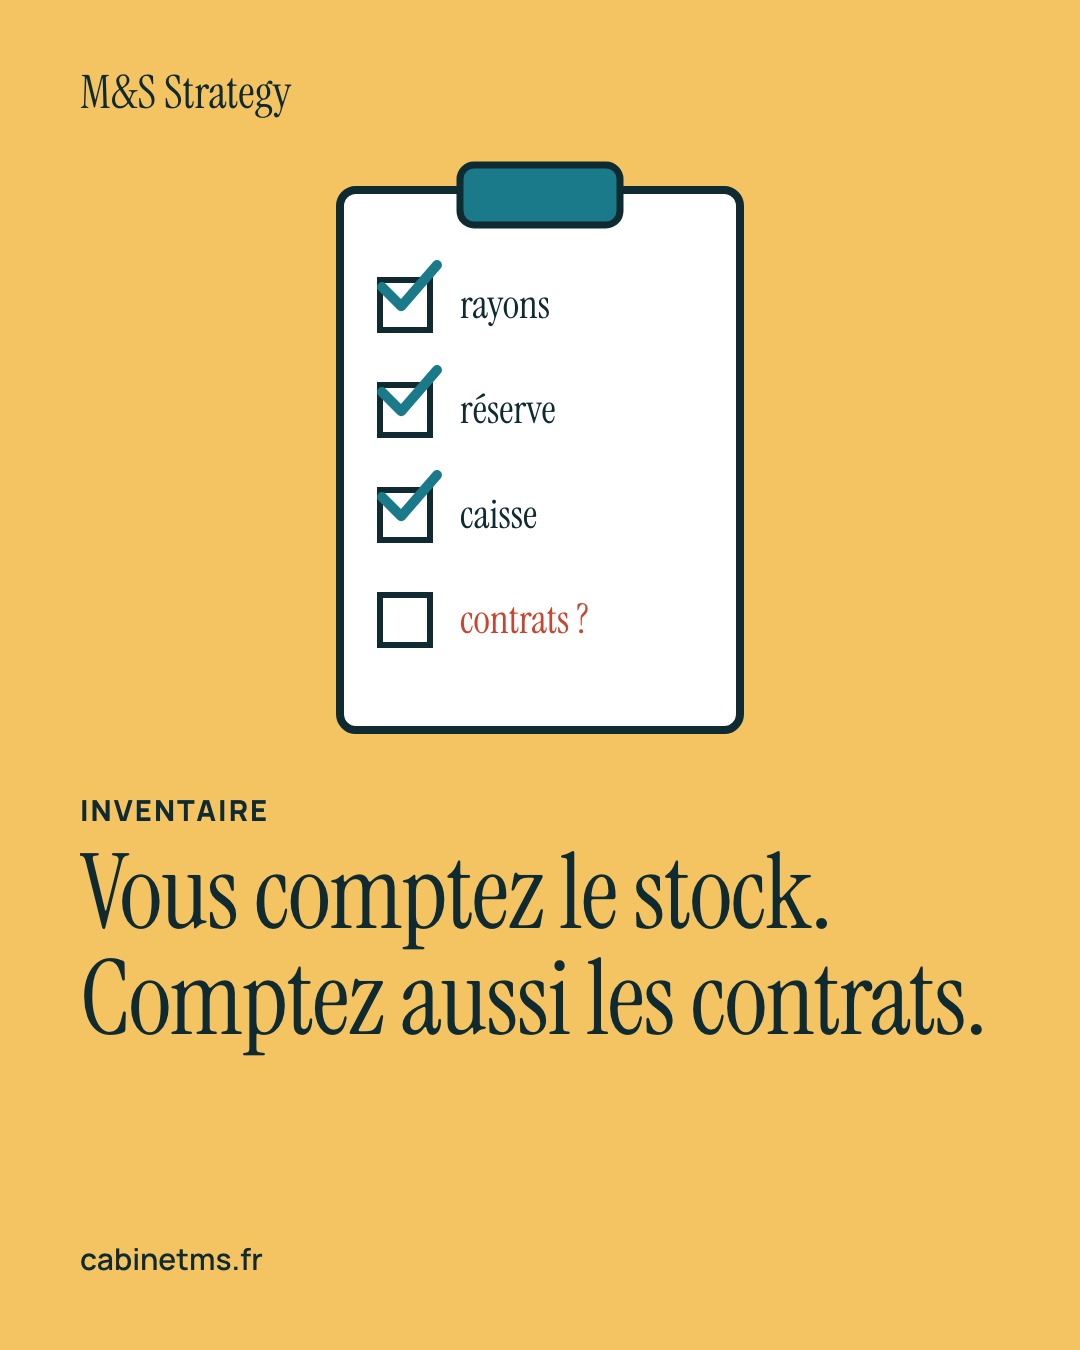 M&S Strategy
rayons
réserve
caisse
contrats ?
INVENTAIRE
Vous comptez le stock.
Comptez aussi les contrats.
cabinetms.fr